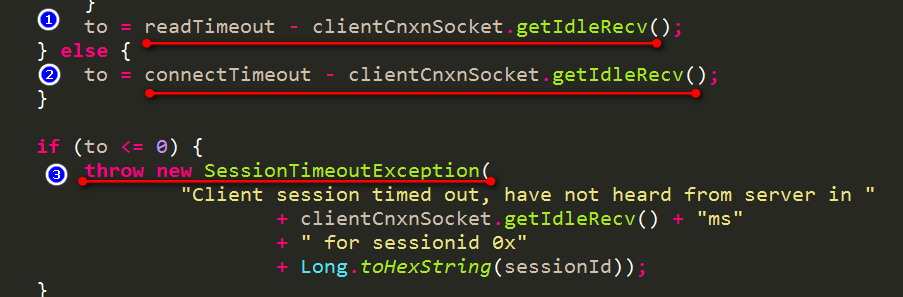 }
1 to = readTimeout - clientCnxnSocket.getIdleRecv();
} else {
2 to = connectTimeout - clientCnxnSocket.getIdleRecv();
}
if (to <= 0) {
3 throw new SessionTimeoutException(
"Client session timed out, have not heard from server in "
+ clientCnxnSocket.getIdleRecv() + "ms"
+ " for sessionid 0x"
+ Long.toHexString(sessionId));
}